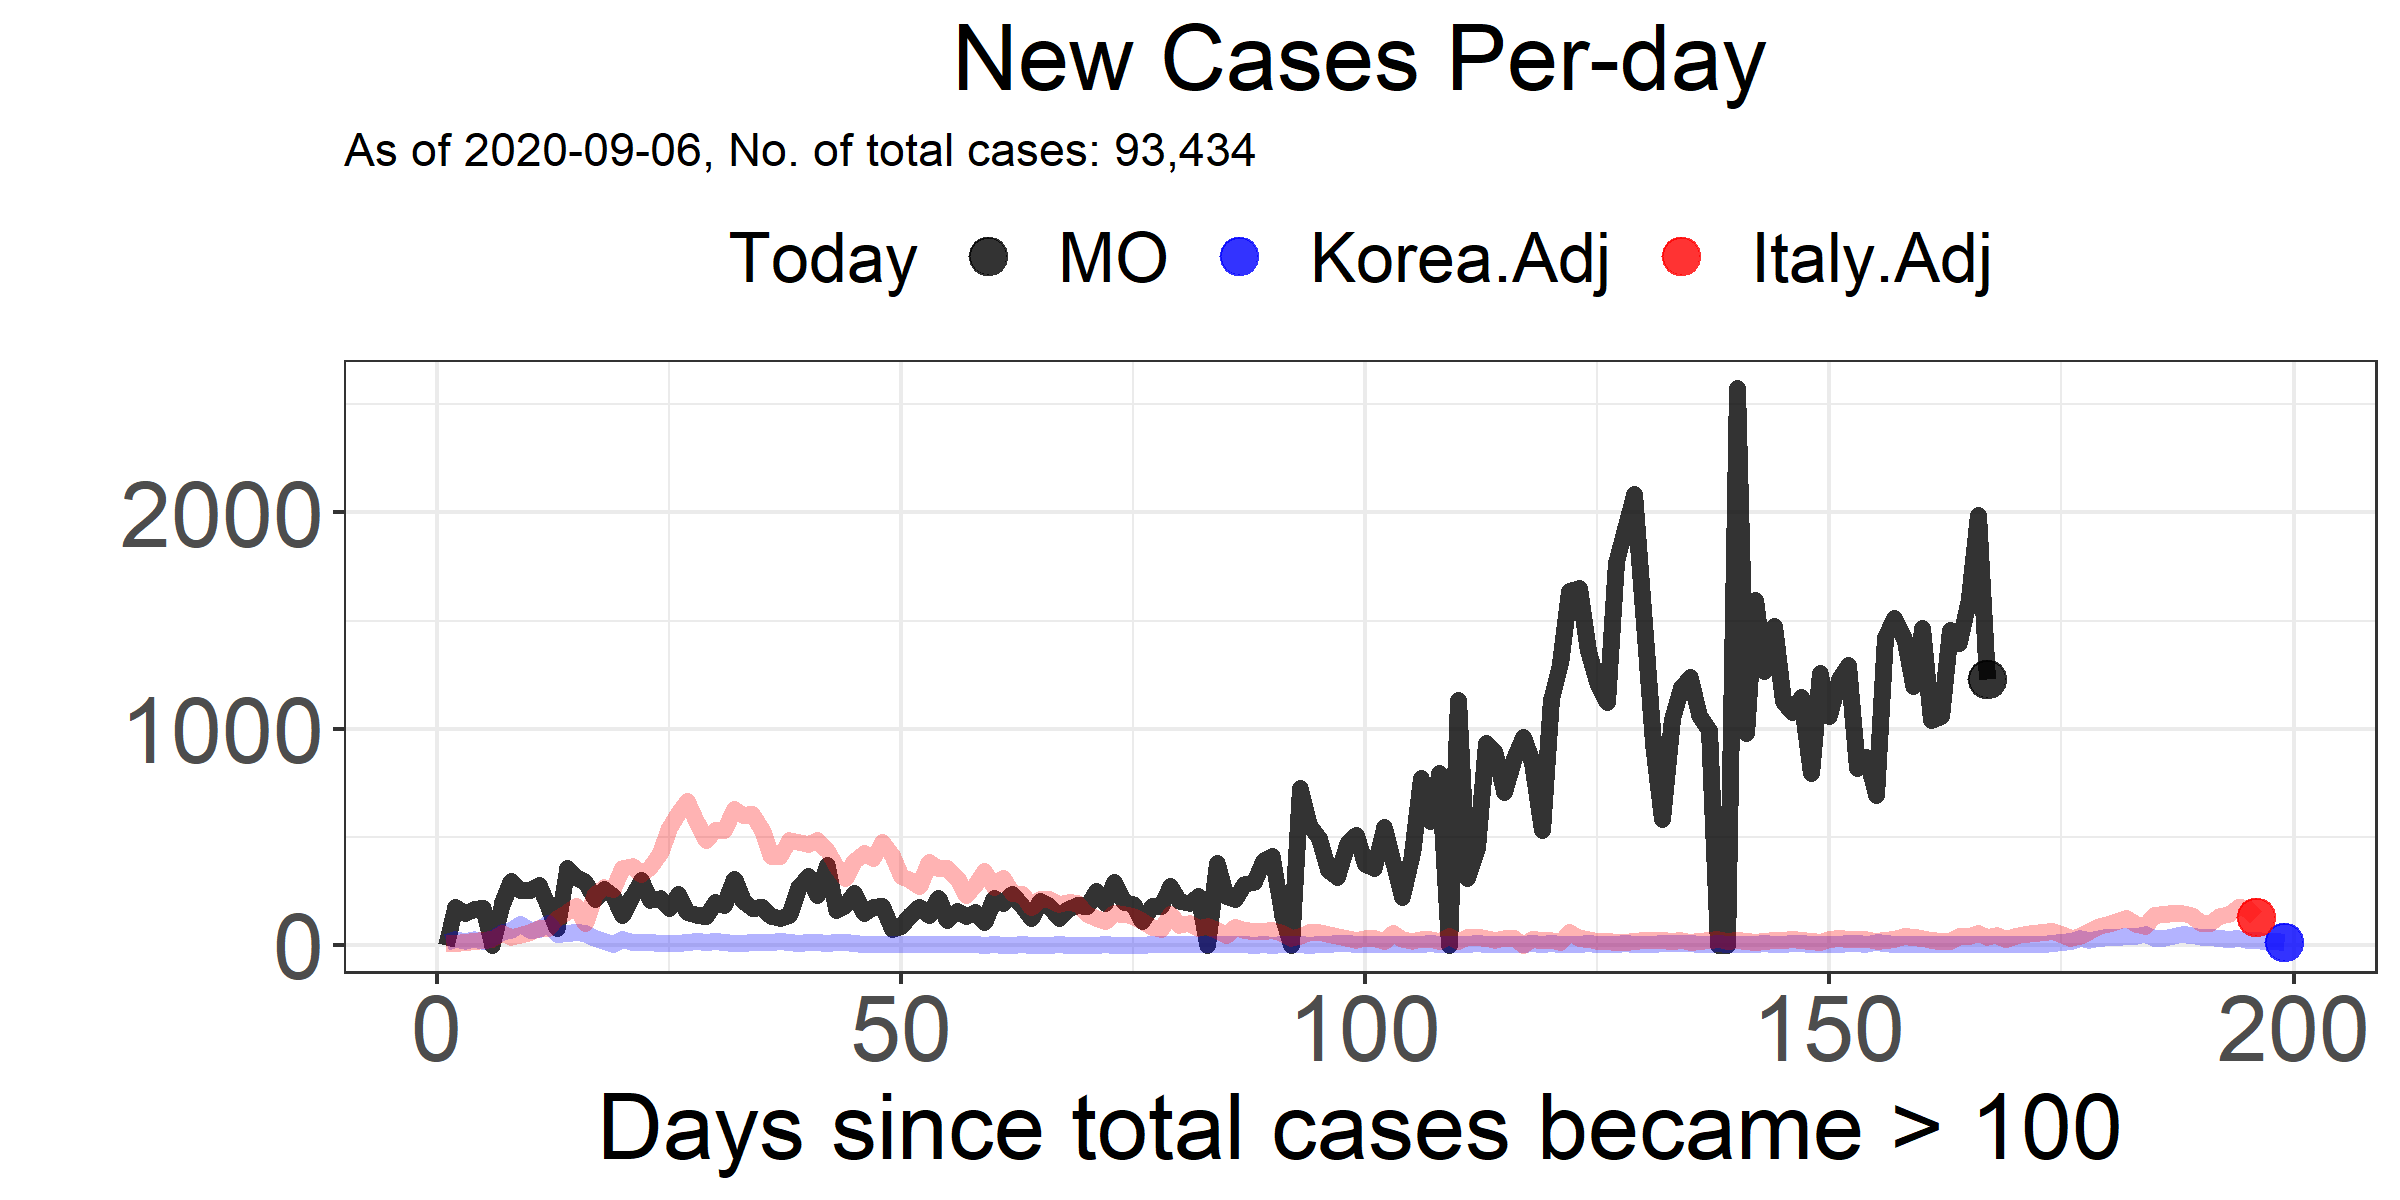 New Cases Per-day
As of 2020-09-06, No. of total cases: 93,434
Today MO Korea.Adj Italy.Adj
2000
1000
0
0 50 100 150 200
Days since total cases became > 100